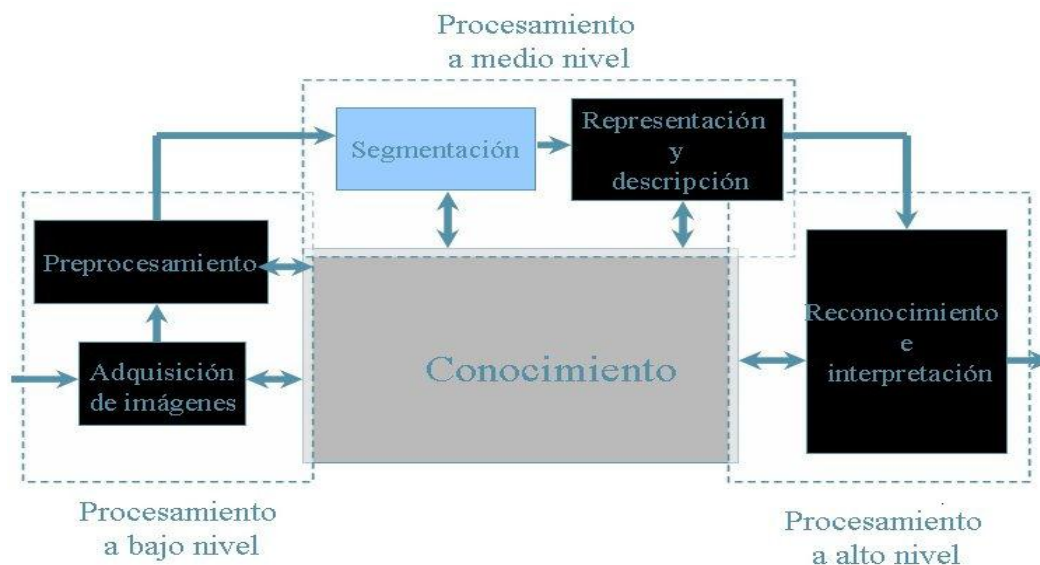 Procesamiento
a medio nivel
Segmentación
Representación
y
descripción
Preprocesamiento
Adquisición
de imágenes
Conocimiento
Reconocimiento
e
interpretación
Procesamiento
a bajo nivel
Procesamiento
a alto nivel